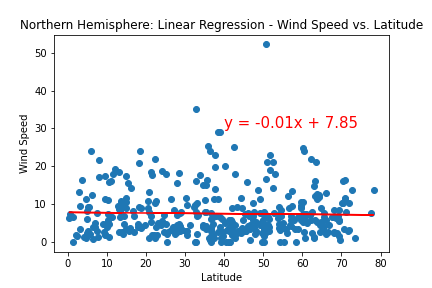 Northern Hemisphere: Linear Regression - Wind Speed vs. Latitude
50
40
30
20
10
0
Wind Speed
y = -0.01x + 7.85
0 10 20 30 40 50 60 70 80
Latitude